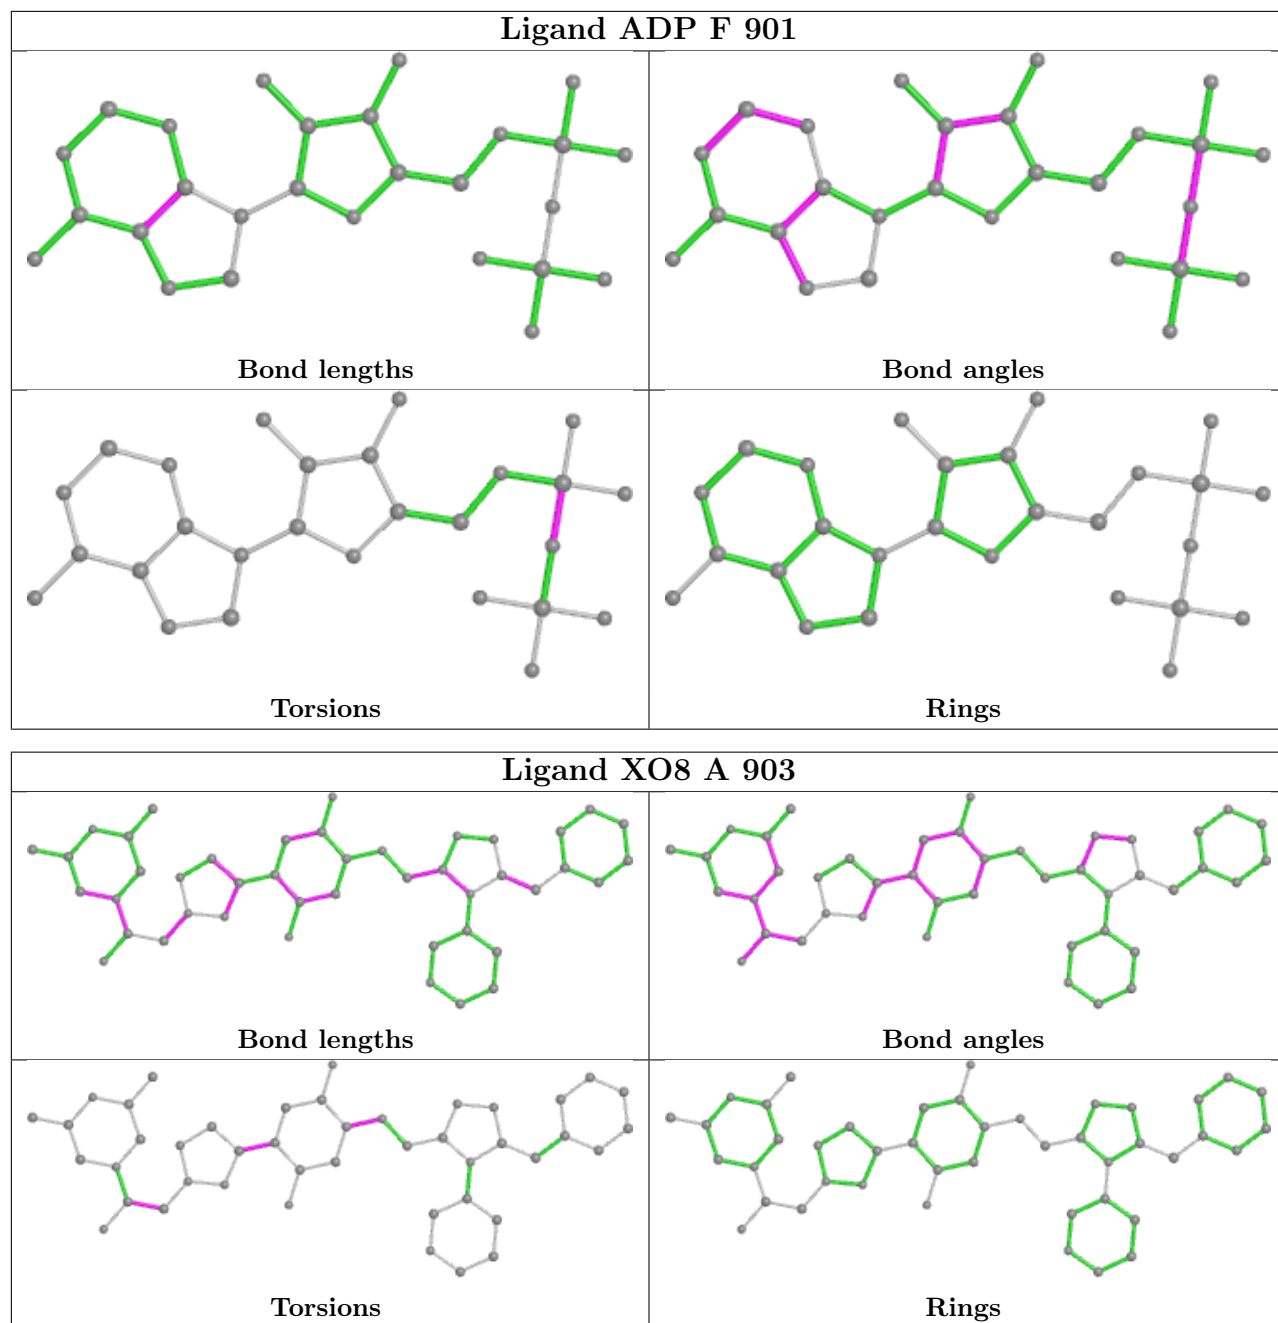 Ligand ADP F 901
Bond lengths
Bond angles
Torsions
Rings
Ligand XO8 A 903
Bond lengths
Bond angles
Torsions
Rings